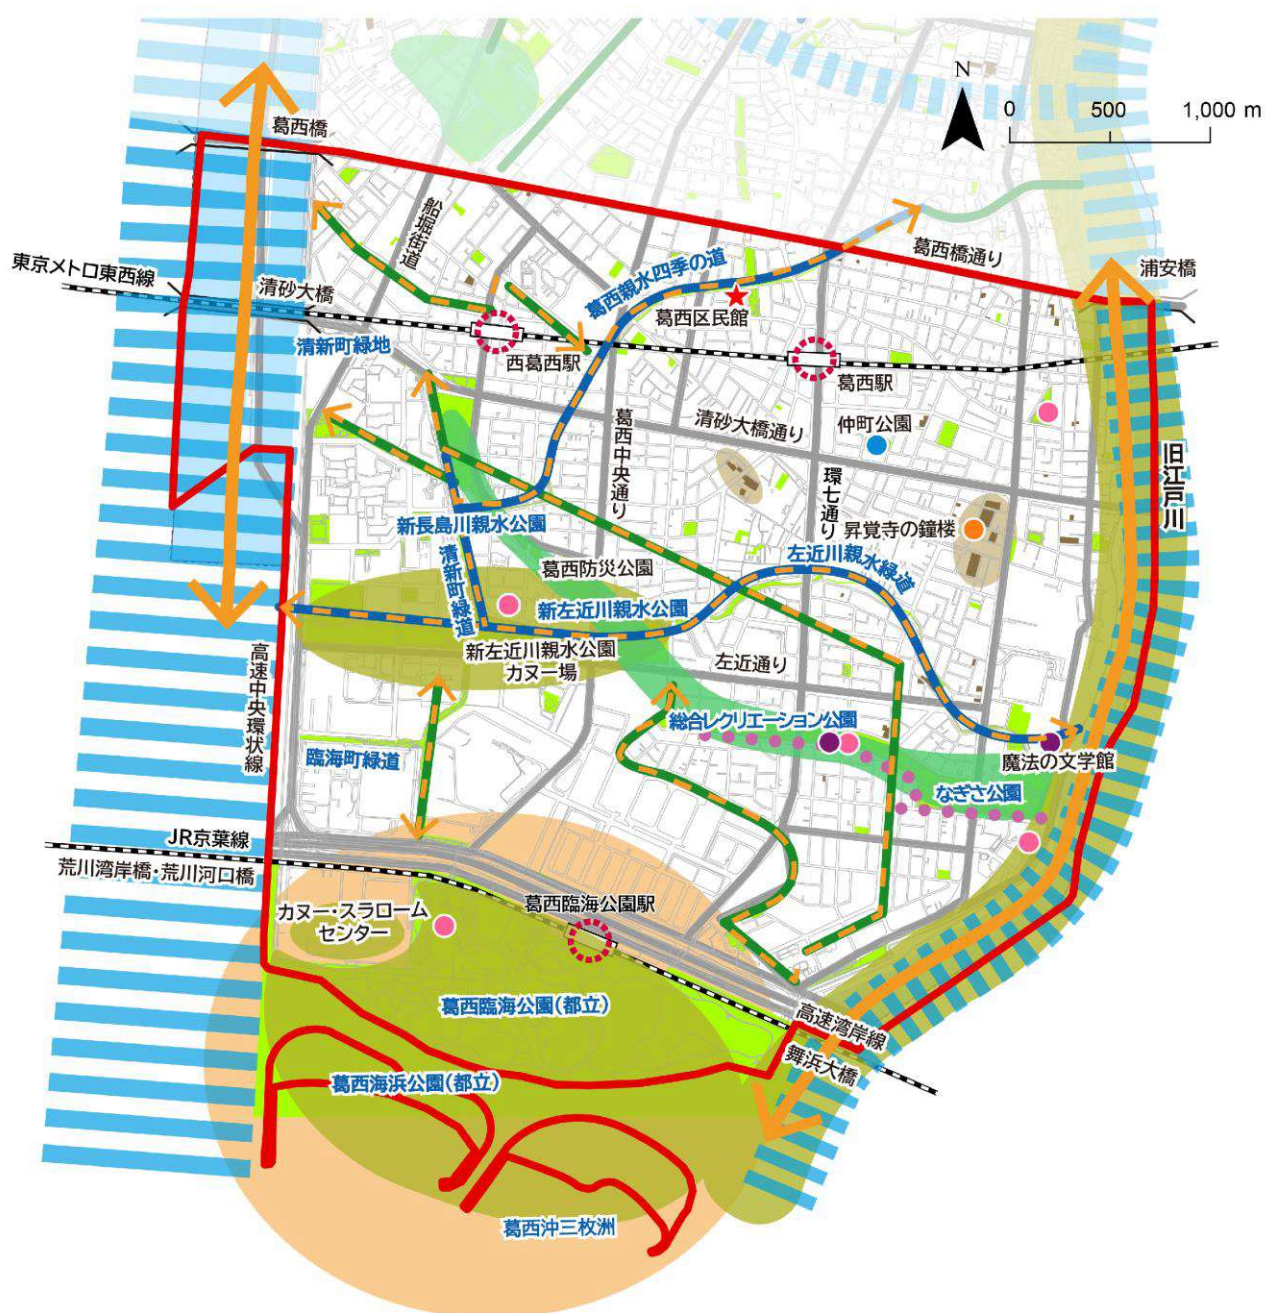 N
0 500 1,000 m
葛西橋
船堀街道
葛西橋通り
浦安橋
東京メトロ東西線
清砂大橋
葛西親水四季の道
葛西区民館
清新町緑地
西葛西駅
葛西駅
葛西中央通り
清砂大橋通り
仲町公園
環七通り
旧江戸川
新長島川親水公園
昇覚寺の鐘楼
清新町緑道
葛西防災公園
左近川親水緑道
新左近川親水公園
新左近川親水公園
カヌー場
左近通り
高速中央環状線
臨海町緑道
総合レクリエーション公園
魔法の文学館
なぎさ公園
JR京葉線
荒川湾岸橋・荒川河口橋
カヌー・スラローム
センター
葛西臨海公園駅
葛西臨海公園(都立)
高速湾岸線
舞浜大橋
葛西海浜公園(都立)
葛西沖三枚洲